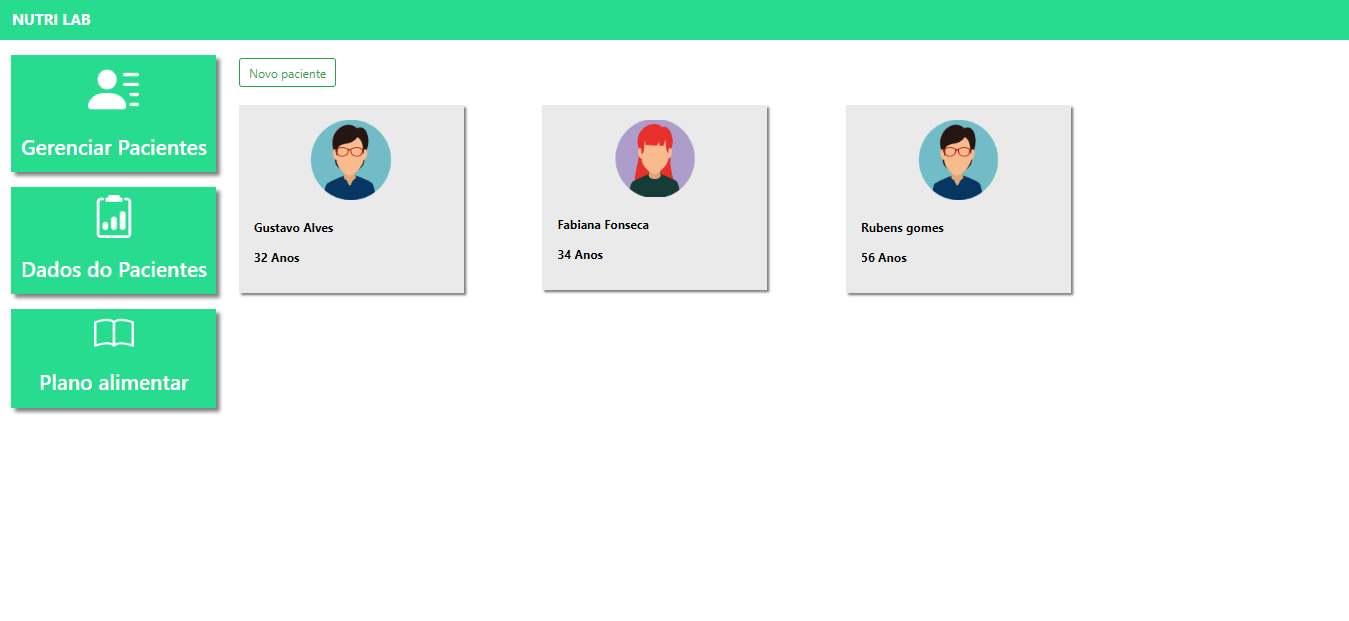 NUTRI LAB
Gerenciar Pacientes
Dados do Pacientes
Plano alimentar
Novo paciente
Gustavo Alves
32 Anos
Fabiana Fonseca
34 Anos
Rubens gomes
56 Anos